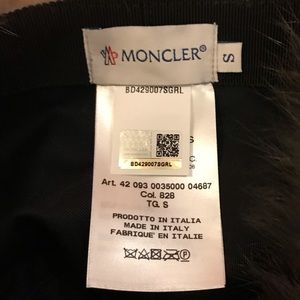 MONCLER®
S
BD429007SGRL
BD429007SGRL
Art. 42 093 0035000 04687
Col. 828
TG. S
PRODOTTO IN ITALIA
MADE IN ITALY
FABRIQUE EN ITALIE